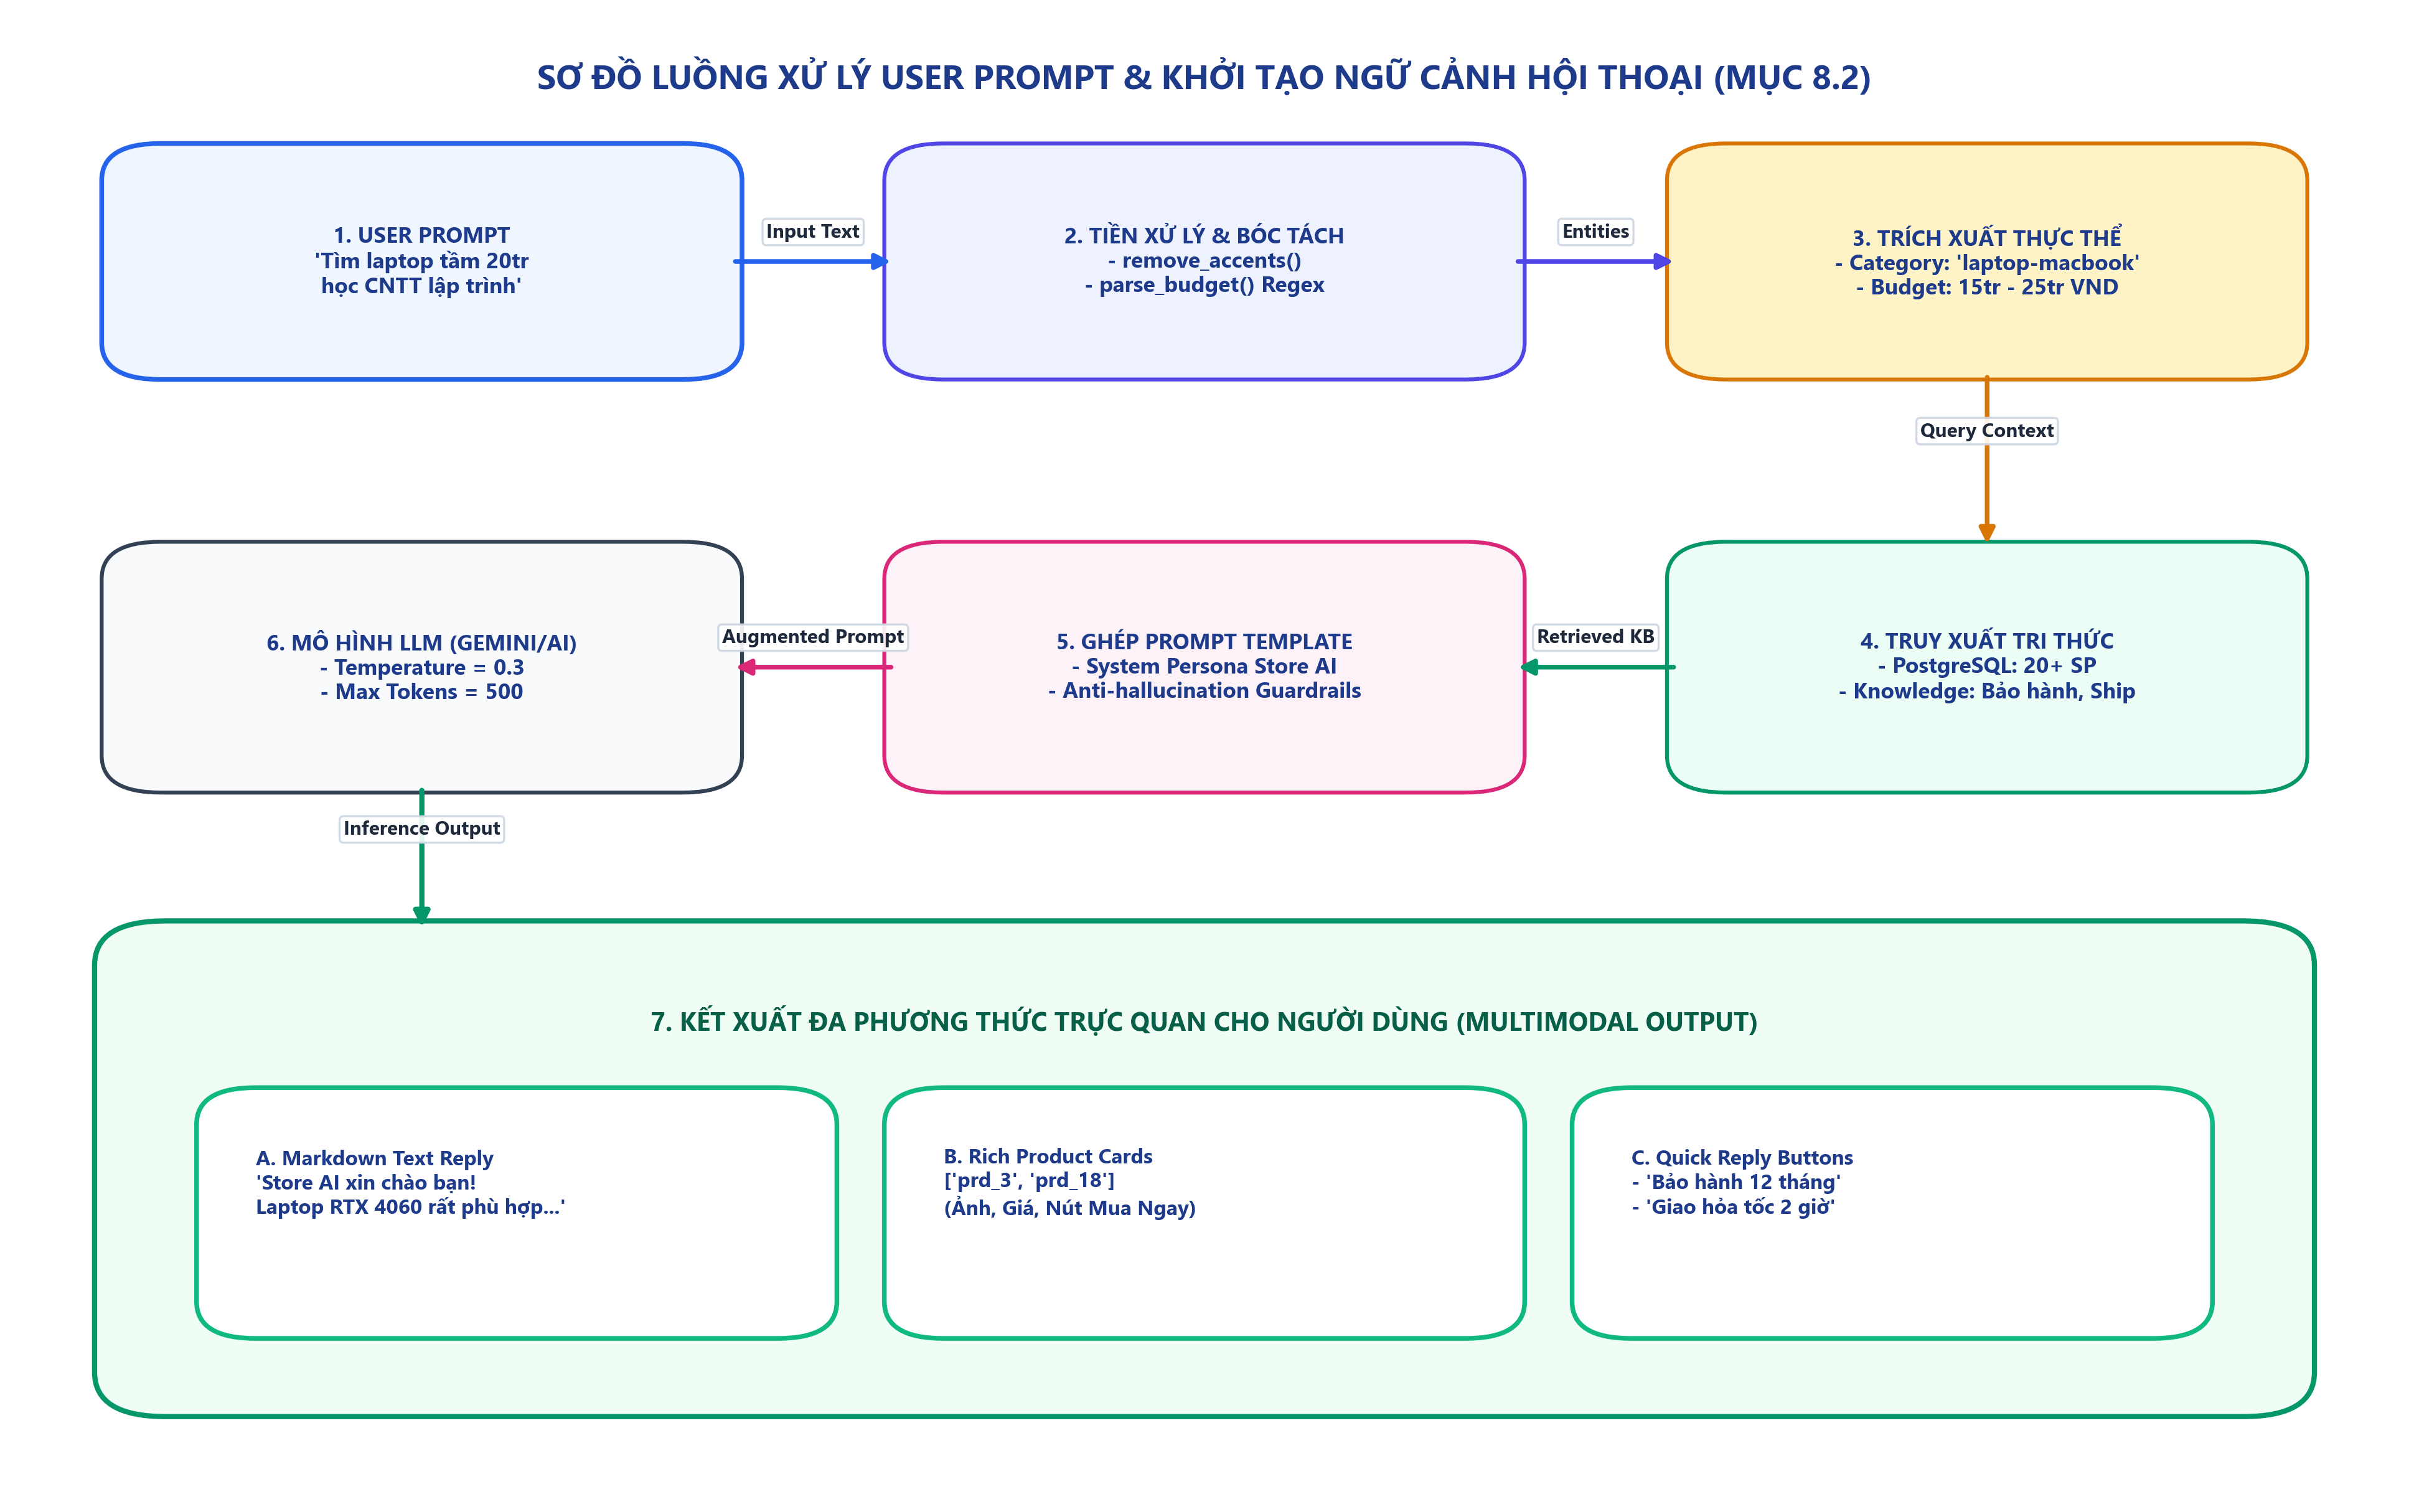 SƠ ĐỒ LUỒNG XỬ LÝ USER PROMPT & KHỞI TẠO NGỮ CẢNH HỘI THOẠI (MỤC 8.2)
1. USER PROMPT
'Tìm laptop tầm 20tr
học CNTT lập trình'
Input Text
2. TIỀN XỬ LÝ & BÓC TÁCH
- remove_accents()
- parse_budget() Regex
Entities
3. TRÍCH XUẤT THỰC THỂ
- Category: 'laptop-macbook'
- Budget: 15tr - 25tr VND
Query Context
4. TRUY XUẤT TRI THỨC
- PostgreSQL: 20+ SP
- Knowledge: Bảo hành, Ship
Retrieved KB
5. GHÉP PROMPT TEMPLATE
- System Persona Store AI
- Anti-hallucination Guardrails
Augmented Prompt
6. MÔ HÌNH LLM (GEMINI/AI)
- Temperature = 0.3
- Max Tokens = 500
Inference Output
7. KẾT XUẤT ĐA PHƯƠNG THỨC TRỰC QUAN CHO NGƯỜI DÙNG (MULTIMODAL OUTPUT)
A. Markdown Text Reply
'Store AI xin chào bạn!
Laptop RTX 4060 rất phù hợp...'
B. Rich Product Cards
['prd_3', 'prd_18']
(Ảnh, Giá, Nút Mua Ngay)
C. Quick Reply Buttons
- 'Bảo hành 12 tháng'
- 'Giao hỏa tốc 2 giờ'